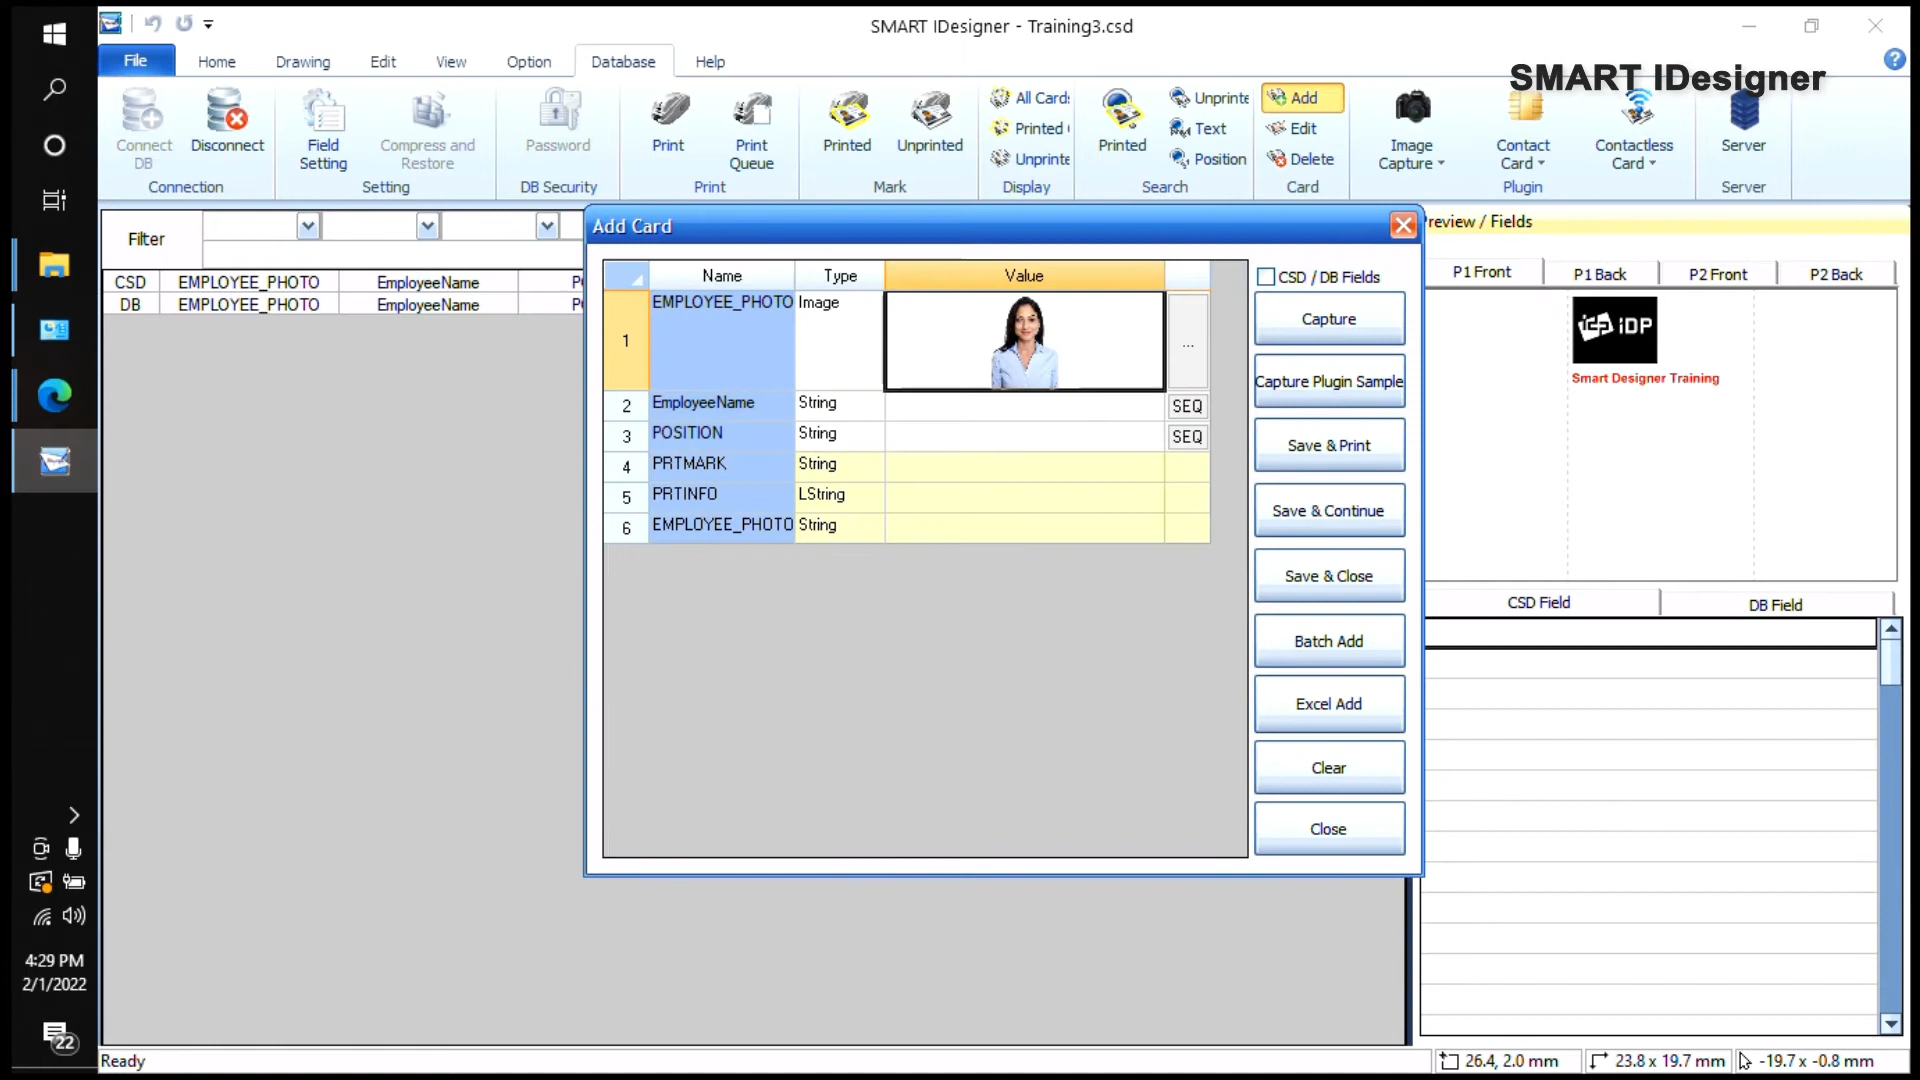 SMART IDesigner - Training3.csd
File
Home
Drawing
Edit
View
Option
Database
Help
SMART IDesigner
Connect DB
Disconnect
Connection
Field Setting
Compress and Restore
Setting
Password
DB Security
Print
Print Queue
Print
Printed
Unprinted
Mark
All Card
Printed
Unprinte
Display
Printed
Unprinte
Text
Position
Search
Add
Edit
Delete
Card
Image Capture
Contact Card
Contactless Card
Plugin
Server
Server
Filter
CSD EMPLOYEE_PHOTO EmployeeName
DB EMPLOYEE_PHOTO EmployeeName
Add Card
Name Type Value
1 EMPLOYEE_PHOTO Image ...
2 EmployeeName String SEQ
3 POSITION String SEQ
4 PRTMARK String
5 PRTINFO LString
6 EMPLOYEE_PHOTO String
CSD / DB Fields
Capture
Capture Plugin Sample
Save & Print
Save & Continue
Save & Close
Batch Add
Excel Add
Clear
Close
review / Fields
P1 Front
P1 Back
P2 Front
P2 Back
IDP
Smart Designer Training
CSD Field
DB Field
4:29 PM
2/1/2022
22
Ready
26.4, 2.0 mm
23.8 x 19.7 mm
-19.7 x -0.8 mm